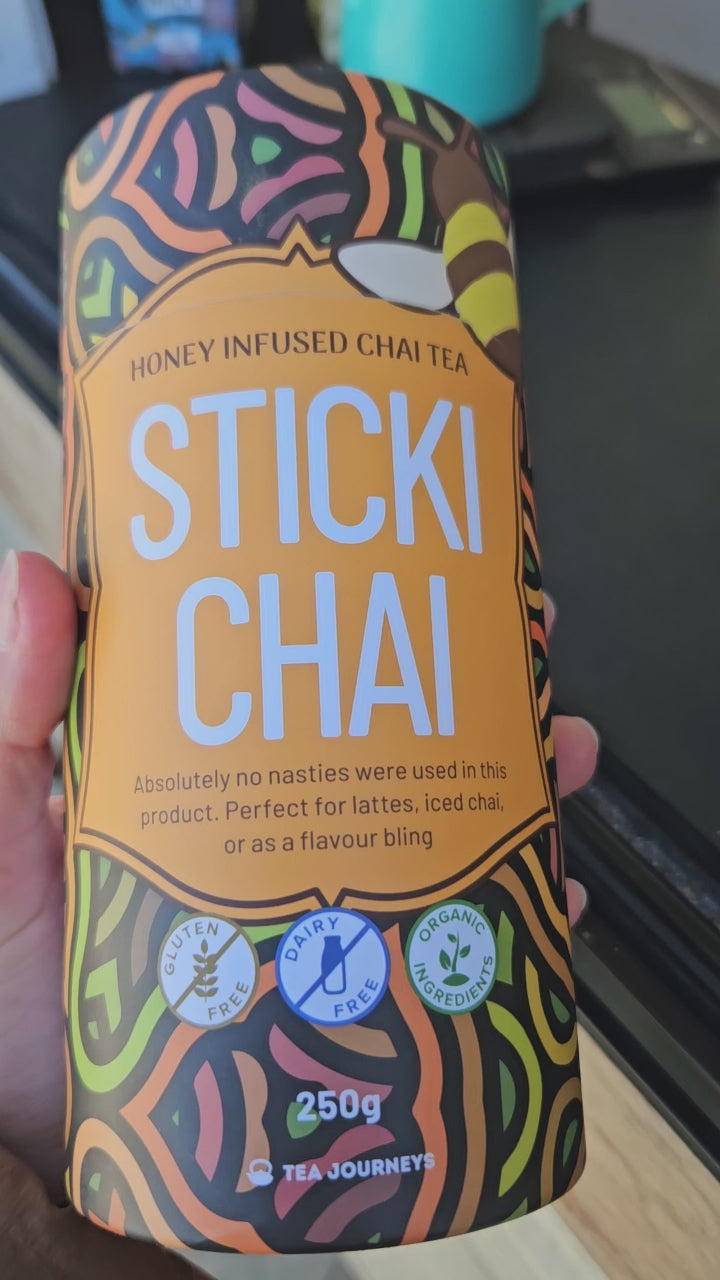 HONEY INFUSED CHAI TEA
STICKI
CHAI
Absolutely no nasties were used in this
product. Perfect for lattes, iced chai,
or as a flavour bling
GLUTEN
FREE
DAIRY
FREE
ORGANIC
INGREDIENTS
250g
TEA JOURNEYS